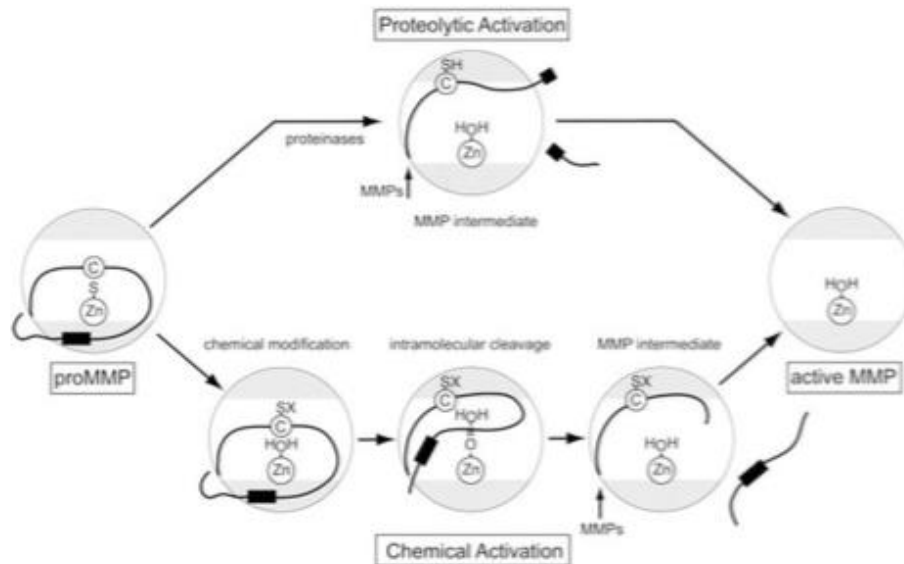 Proteolytic Activation
SH
C
HOH
Zn
proteinases
MMPs
MMP intermediate
C
S
Zn
proMMP
HOH
Zn
active MMP
chemical modification
intramolecular cleavage
MMP intermediate
SX
C
HOH
Zn
SX
C
HOH
O
Zn
SX
C
HOH
Zn
MMPs
Chemical Activation